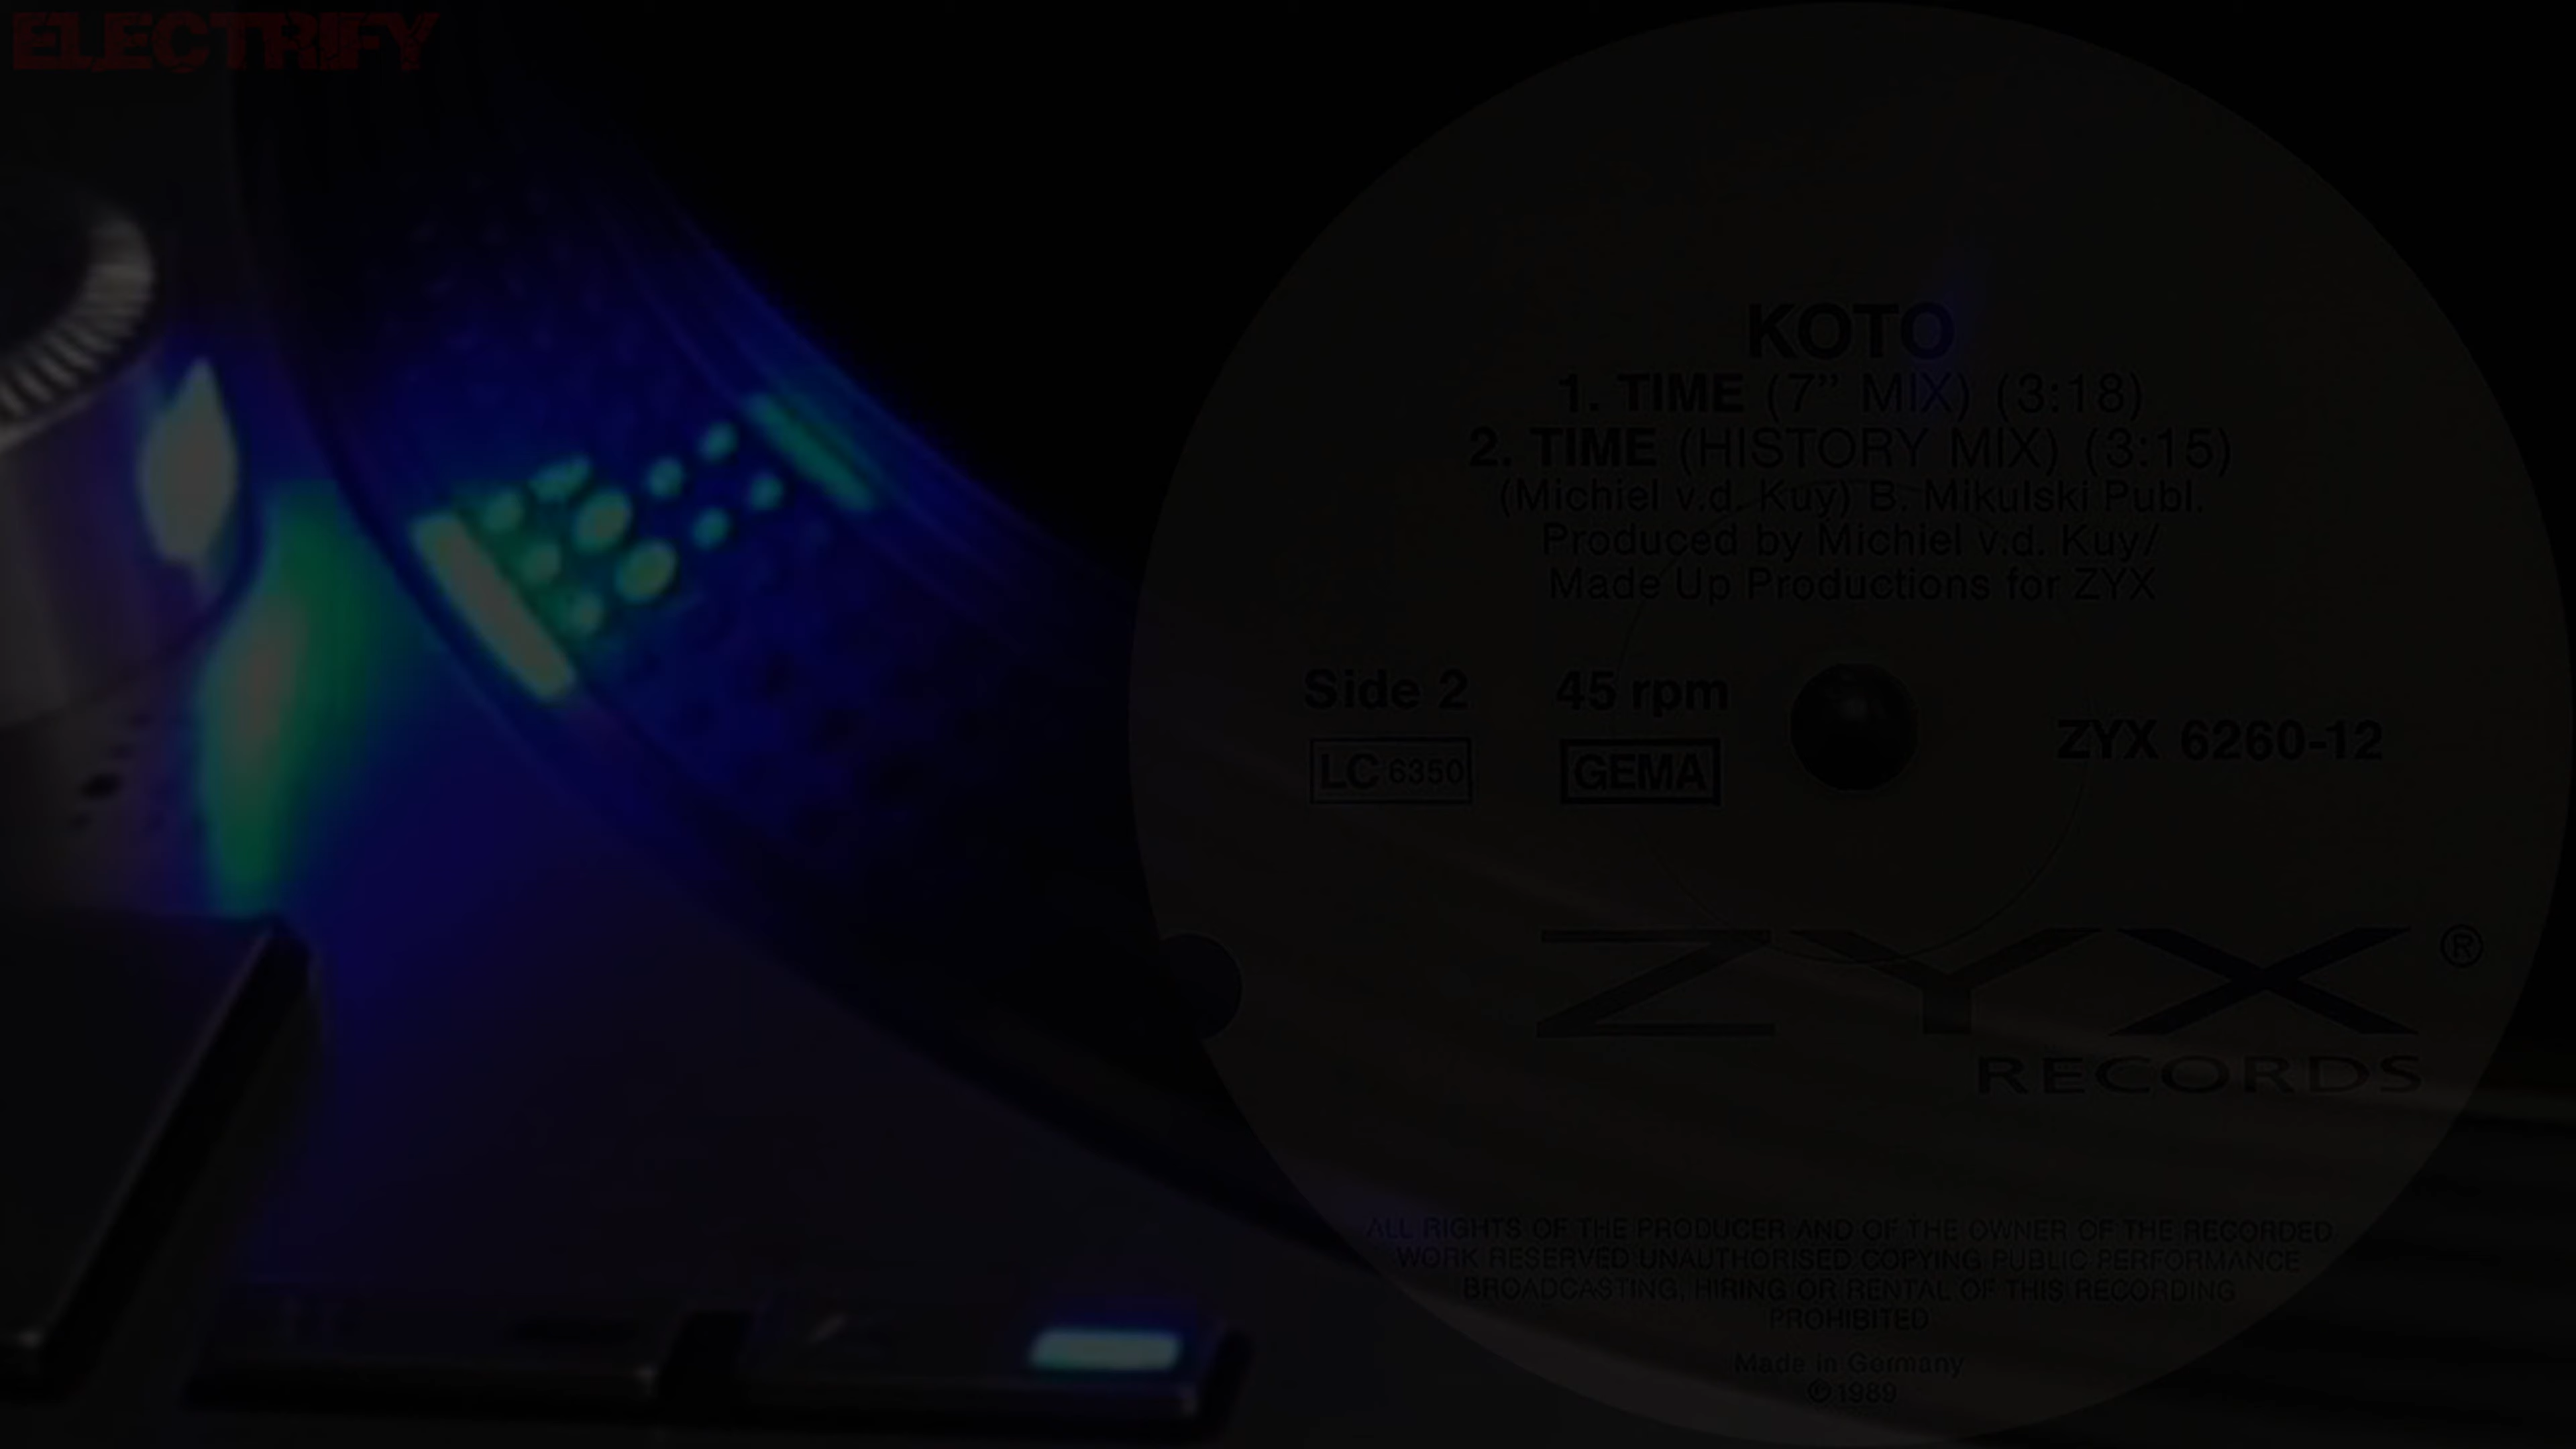 ELECTRIFY
KOTO
1. TIME (7” MIX) (3:18)
2. TIME (HISTORY MIX) (3:15)
(Michiel v.d. Kuy) B. Mikulski Publ.
Produced by Michiel v.d. Kuy/
Made Up Productions for ZYX
Side 2 45 rpm
ZYX 6260-12
LC 6350 GEMA
ZYX ®
RECORDS
ALL RIGHTS OF THE PRODUCER AND OF THE OWNER OF THE RECORDED
WORK RESERVED UNAUTHORISED COPYING PUBLIC PERFORMANCE
BROADCASTING, HIRING OR RENTAL OF THIS RECORDING
PROHIBITED
Made in Germany
©1989